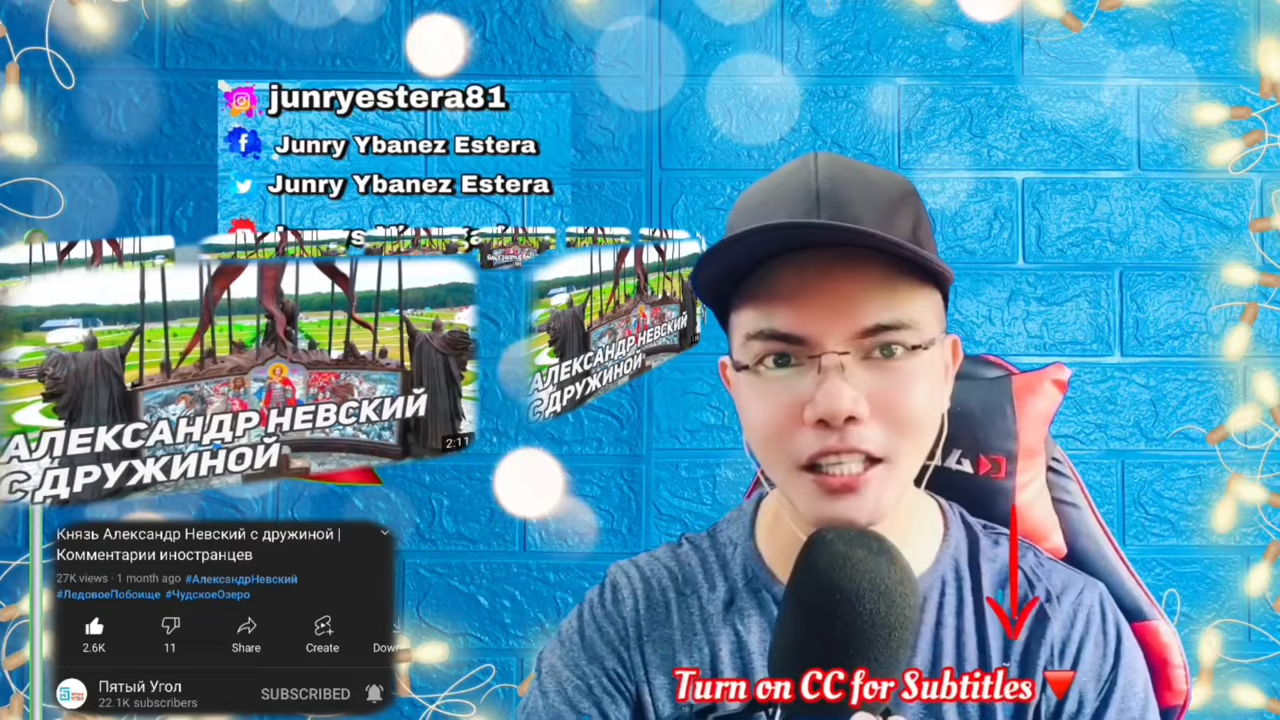 junryestera81
Junry Ybanez Estera
Junry Ybanez Estera
АЛЕКСАНДР НЕВСКИЙ
С ДРУЖИНОЙ
2:11
АЛЕКСАНДР НЕВСКИЙ
С ДРУЖИНОЙ
Князь Александр Невский с дружиной |
Комментарии иностранцев
27K views · 1 month ago #АлександрНевский
#ЛедовоеПобоище #ЧудскоеОзеро
2.6K
11
Share
Create
Пятый Угол
22.1K subscribers
SUBSCRIBED
Turn on CC for Subtitles